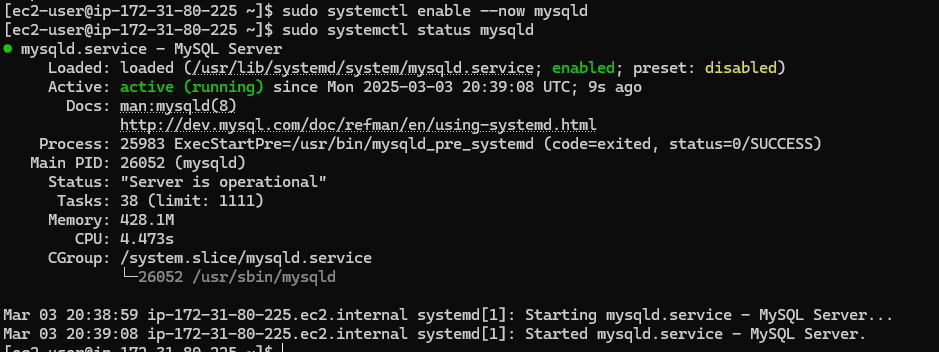 [ec2-user@ip-172-31-80-225 ~]$ sudo systemctl enable --now mysqld
[ec2-user@ip-172-31-80-225 ~]$ sudo systemctl status mysqld
● mysqld.service - MySQL Server
Loaded: loaded (/usr/lib/systemd/system/mysqld.service; enabled; preset: disabled)
Active: active (running) since Mon 2025-03-03 20:39:08 UTC; 9s ago
Docs: man:mysqld(8)
http://dev.mysql.com/doc/refman/en/using-systemd.html
Process: 25983 ExecStartPre=/usr/bin/mysqld_pre_systemd (code=exited, status=0/SUCCESS)
Main PID: 26052 (mysqld)
Status: "Server is operational"
Tasks: 38 (limit: 1111)
Memory: 428.1M
CPU: 4.473s
CGroup: /system.slice/mysqld.service
└─26052 /usr/sbin/mysqld
Mar 03 20:38:59 ip-172-31-80-225.ec2.internal systemd[1]: Starting mysqld.service - MySQL Server...
Mar 03 20:39:08 ip-172-31-80-225.ec2.internal systemd[1]: Started mysqld.service - MySQL Server.
[ec2-user@ip-172-31-80-225 ~]$